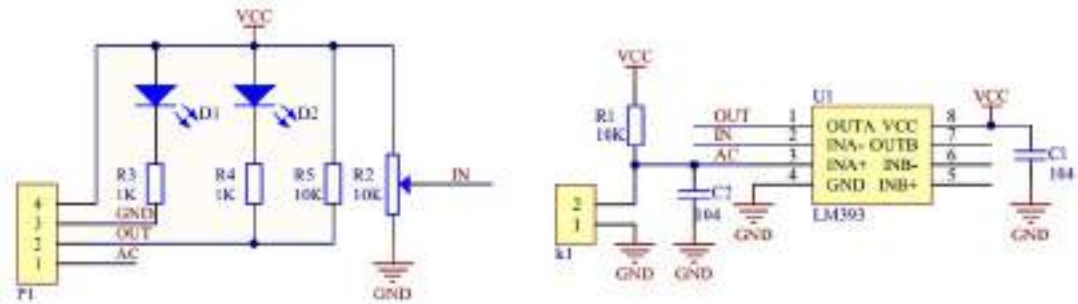 VCC
D1
D2
R3
1K
R4
1K
R5
10K
R2
10K
IN
4
3
2
1
GND
OUT
AC
P1
GND
VCC
R1
10K
OUT
IN
AC
1
2
3
4
U1
OUTA VCC
INA- OUTB
INA+ INB-
GND INB+
LM393
8
7
6
5
VCC
C1
104
GND
C2
104
GND
2
1
k1
GND
GND